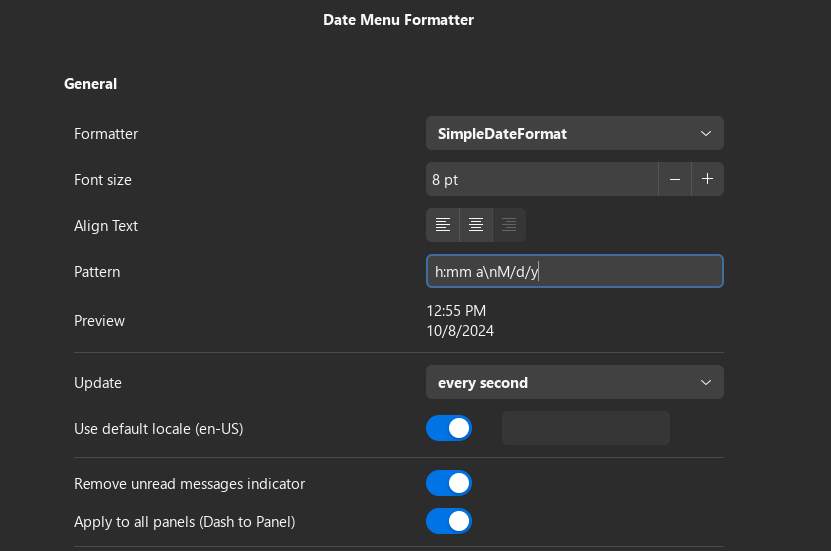 Date Menu Formatter
General
Formatter SimpleDateFormat
Font size 8 pt
Align Text
Pattern h:mm a\nM/d/y
Preview 12:55 PM
10/8/2024
Update every second
Use default locale (en-US)
Remove unread messages indicator
Apply to all panels (Dash to Panel)